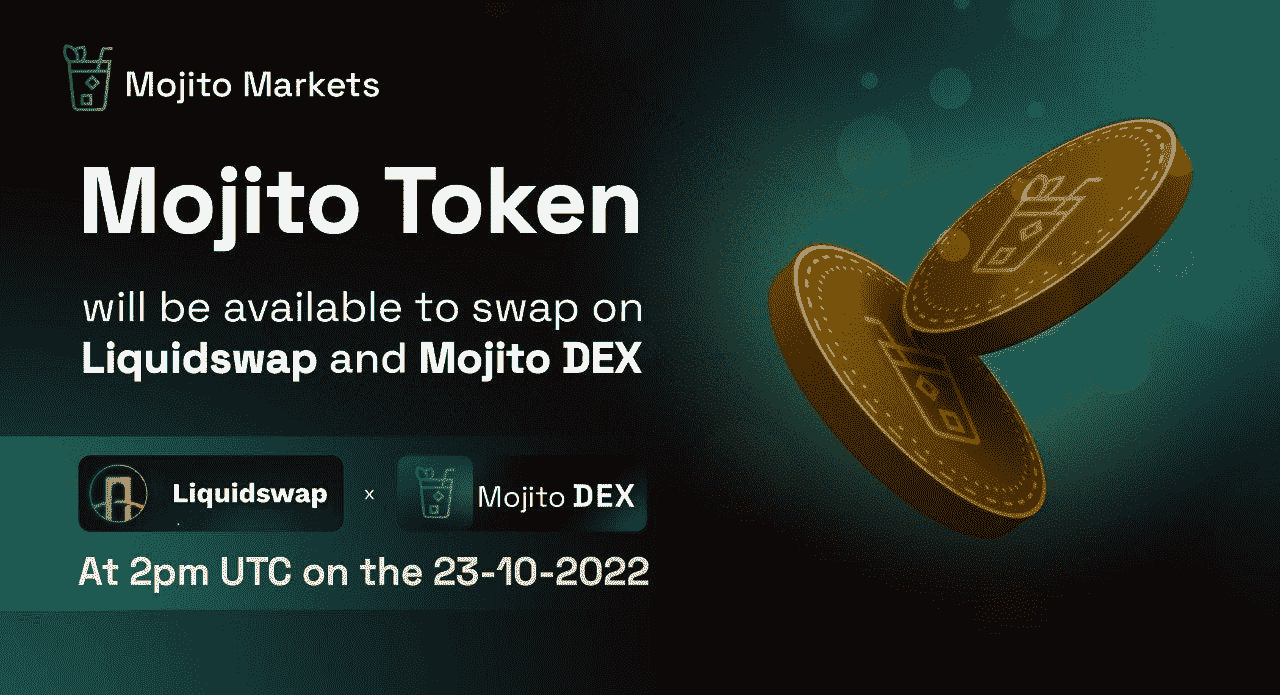 Mojito Markets
Mojito Token
will be available to swap on
Liquidswap and Mojito DEX
Liquidswap x Mojito DEX
At 2pm UTC on the 23-10-2022